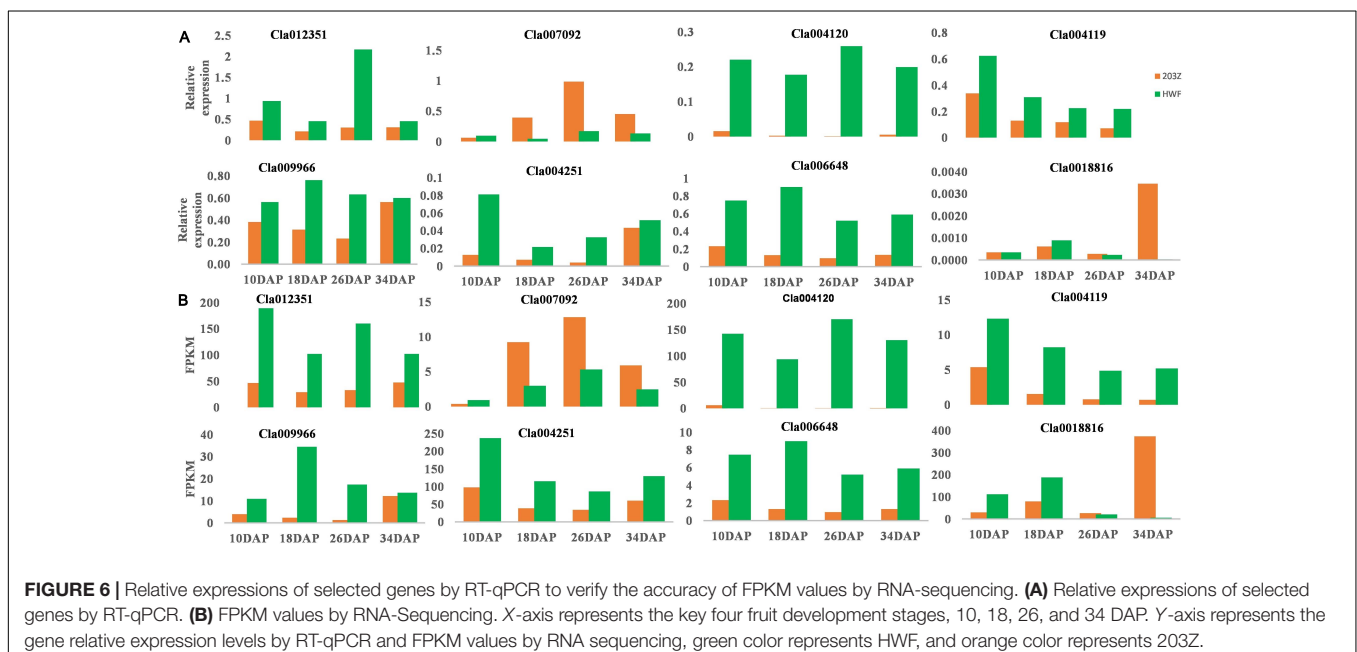 A
Cla012351
Cla007092
Cla004120
Cla004119
Relative
expression
2.5
2
1.5
1
0.5
0
1.5
1
0.5
0
0.3
0.2
0.1
0
0.8
0.6
0.4
0.2
0
203Z
HWF
Cla009966
Cla004251
Cla006648
Cla0018816
Relative
expression
0.80
0.60
0.40
0.20
0.00
0.1
0.08
0.06
0.04
0.02
0
1
0.8
0.6
0.4
0.2
0
0.0040
0.0030
0.0020
0.0010
0.0000
10DAP 18DAP 26DAP 34DAP
10DAP 18DAP 26DAP 34DAP
10DAP 18DAP 26DAP 34DAP
10DAP 18DAP 26DAP 34DAP
B
Cla012351
Cla007092
Cla004120
Cla004119
FPKM
200
150
100
50
0
15
10
5
0
200
150
100
50
0
15
10
5
0
Cla009966
Cla004251
Cla006648
Cla0018816
FPKM
40
30
20
10
0
250
200
150
100
50
0
10
8
6
4
2
0
400
300
200
100
0
10DAP 18DAP 26DAP 34DAP
10DAP 18DAP 26DAP 34DAP
10DAP 18DAP 26DAP 34DAP
10DAP 18DAP 26DAP 34DAP
FIGURE 6 | Relative expressions of selected genes by RT-qPCR to verify the accuracy of FPKM values by RNA-sequencing. (A) Relative expressions of selected
genes by RT-qPCR. (B) FPKM values by RNA-Sequencing. X-axis represents the key four fruit development stages, 10, 18, 26, and 34 DAP. Y-axis represents the
gene relative expression levels by RT-qPCR and FPKM values by RNA sequencing, green color represents HWF, and orange color represents 203Z.